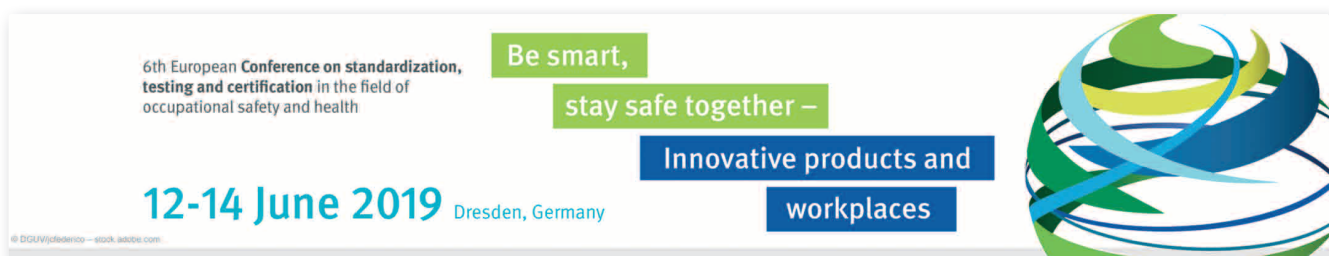 6th European Conference on standardization,
testing and certification in the field of
occupational safety and health
12-14 June 2019 Dresden, Germany
Be smart,
stay safe together –
Innovative products and
workplaces
© DGUV/jcfederico – stock.adobe.com